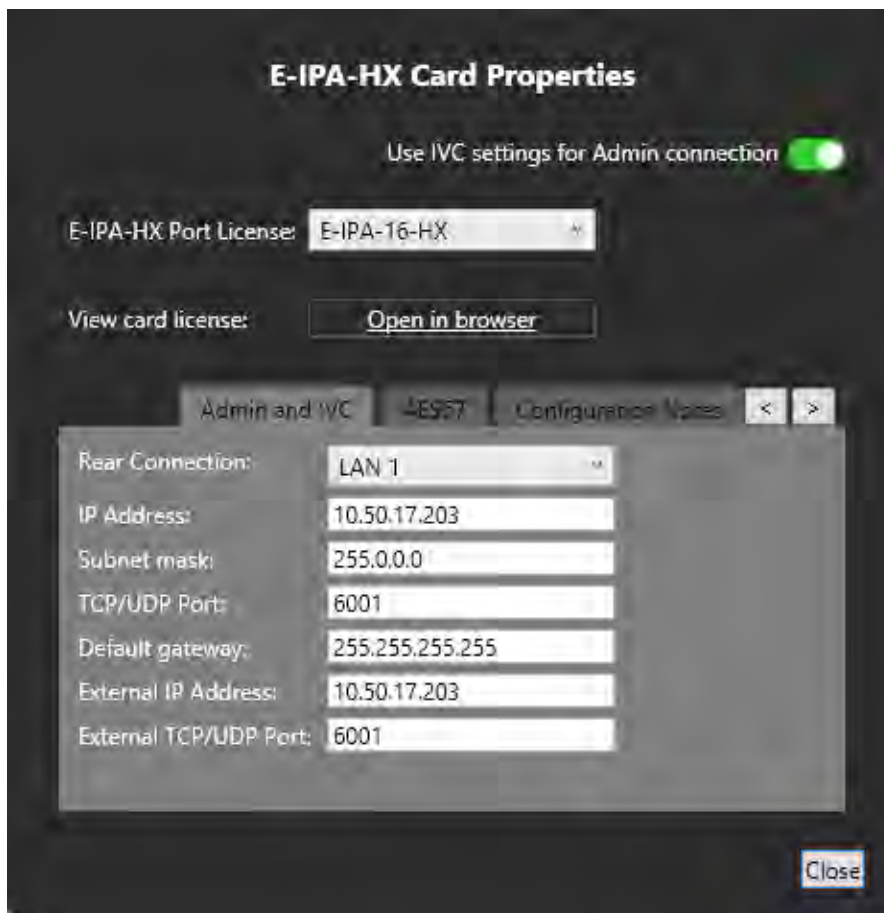 E-IPA-HX Card Properties
Use IVC settings for Admin connection
E-IPA-HX Port License: E-IPA-16-HX
View card license: Open in browser
Admin and IVC AES67 Configuration Notes < >
Rear Connection: LAN 1
IP Address: 10.50.17.203
Subnet mask: 255.0.0.0
TCP/UDP Port: 6001
Default gateway: 255.255.255.255
External IP Address: 10.50.17.203
External TCP/UDP Port: 6001
Close